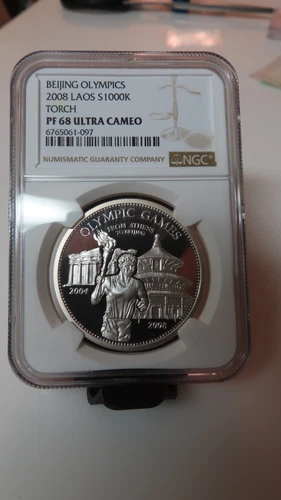 BEIJING OLYMPICS
2008 LAOS S1000K
TORCH
PF 68 ULTRA CAMEO
6765061-097
NUMISMATIC GUARANTY COMPANY
NGC
OLYMPIC GAMES
FROM ATHENS
TO BEIJING
2004
2008